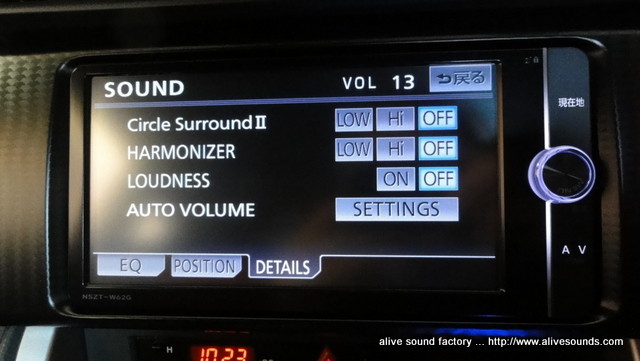 SOUND VOL 13 戻る
Circle Surround II LOW Hi OFF
HARMONIZER LOW Hi OFF
LOUDNESS ON OFF
AUTO VOLUME SETTINGS
EQ POSITION DETAILS
現在地
A V
NSZT-W62G
H 10:23
alive sound factory ... http://www.alivesounds.com